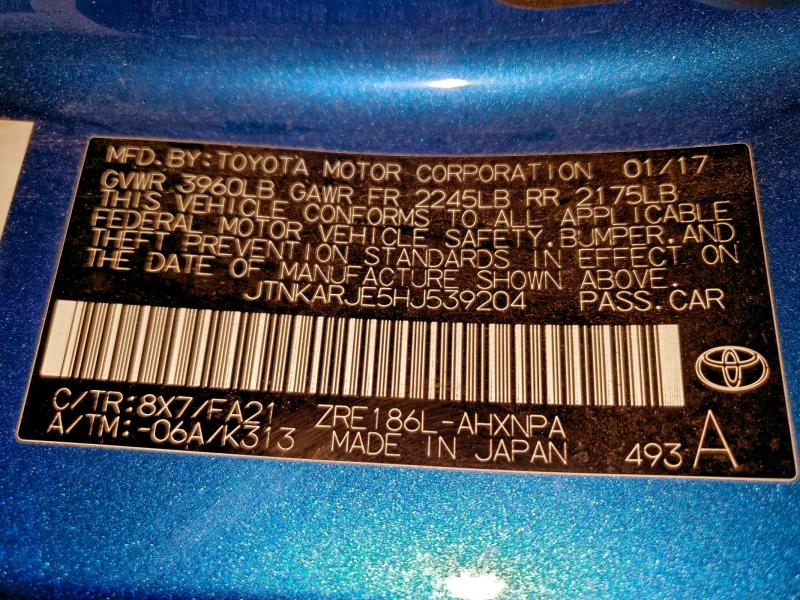 MFD. BY: TOYOTA MOTOR CORPORATION 01/17
GVWR 3960LB GAWR FR 2245LB RR 2175LB
THIS VEHICLE CONFORMS TO ALL APPLICABLE
FEDERAL MOTOR VEHICLE SAFETY, BUMPER, AND
THEFT PREVENTION STANDARDS IN EFFECT ON
THE DATE OF MANUFACTURE SHOWN ABOVE.
JTNKARJE5HJ539204 PASS. CAR
C/TR: 8X7/FA21 ZRE186L-AHXNPA
A/TM: -06A/K313 MADE IN JAPAN 493 A